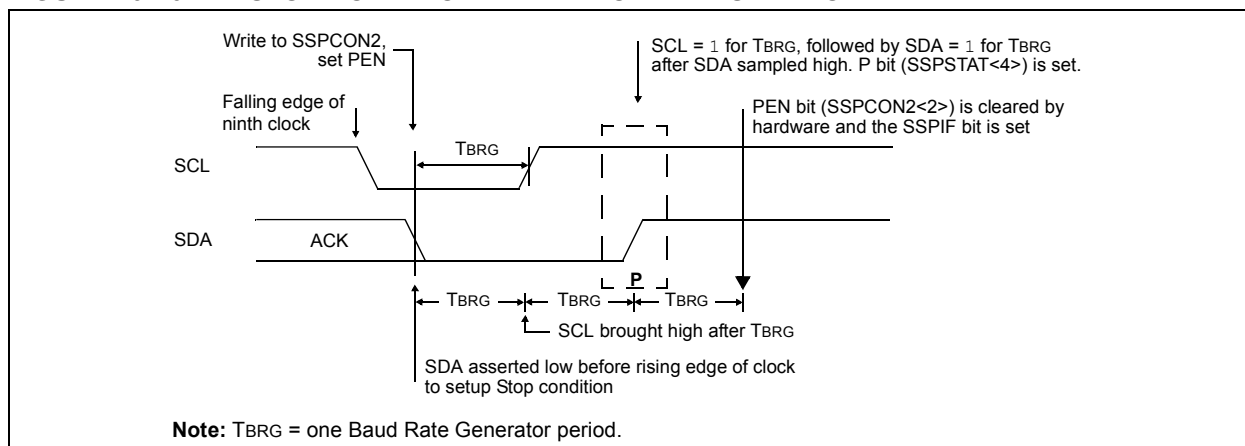 Write to SSPCON2,
set PEN
SCL = 1 for TBRG, followed by SDA = 1 for TBRG
after SDA sampled high. P bit (SSPSTAT<4>) is set.
Falling edge of
ninth clock
PEN bit (SSPCON2<2>) is cleared by
hardware and the SSPIF bit is set
TBRG
SCL
SDA
ACK
P
TBRG
TBRG
TBRG
SCL brought high after TBRG
SDA asserted low before rising edge of clock
to setup Stop condition
Note: TBRG = one Baud Rate Generator period.